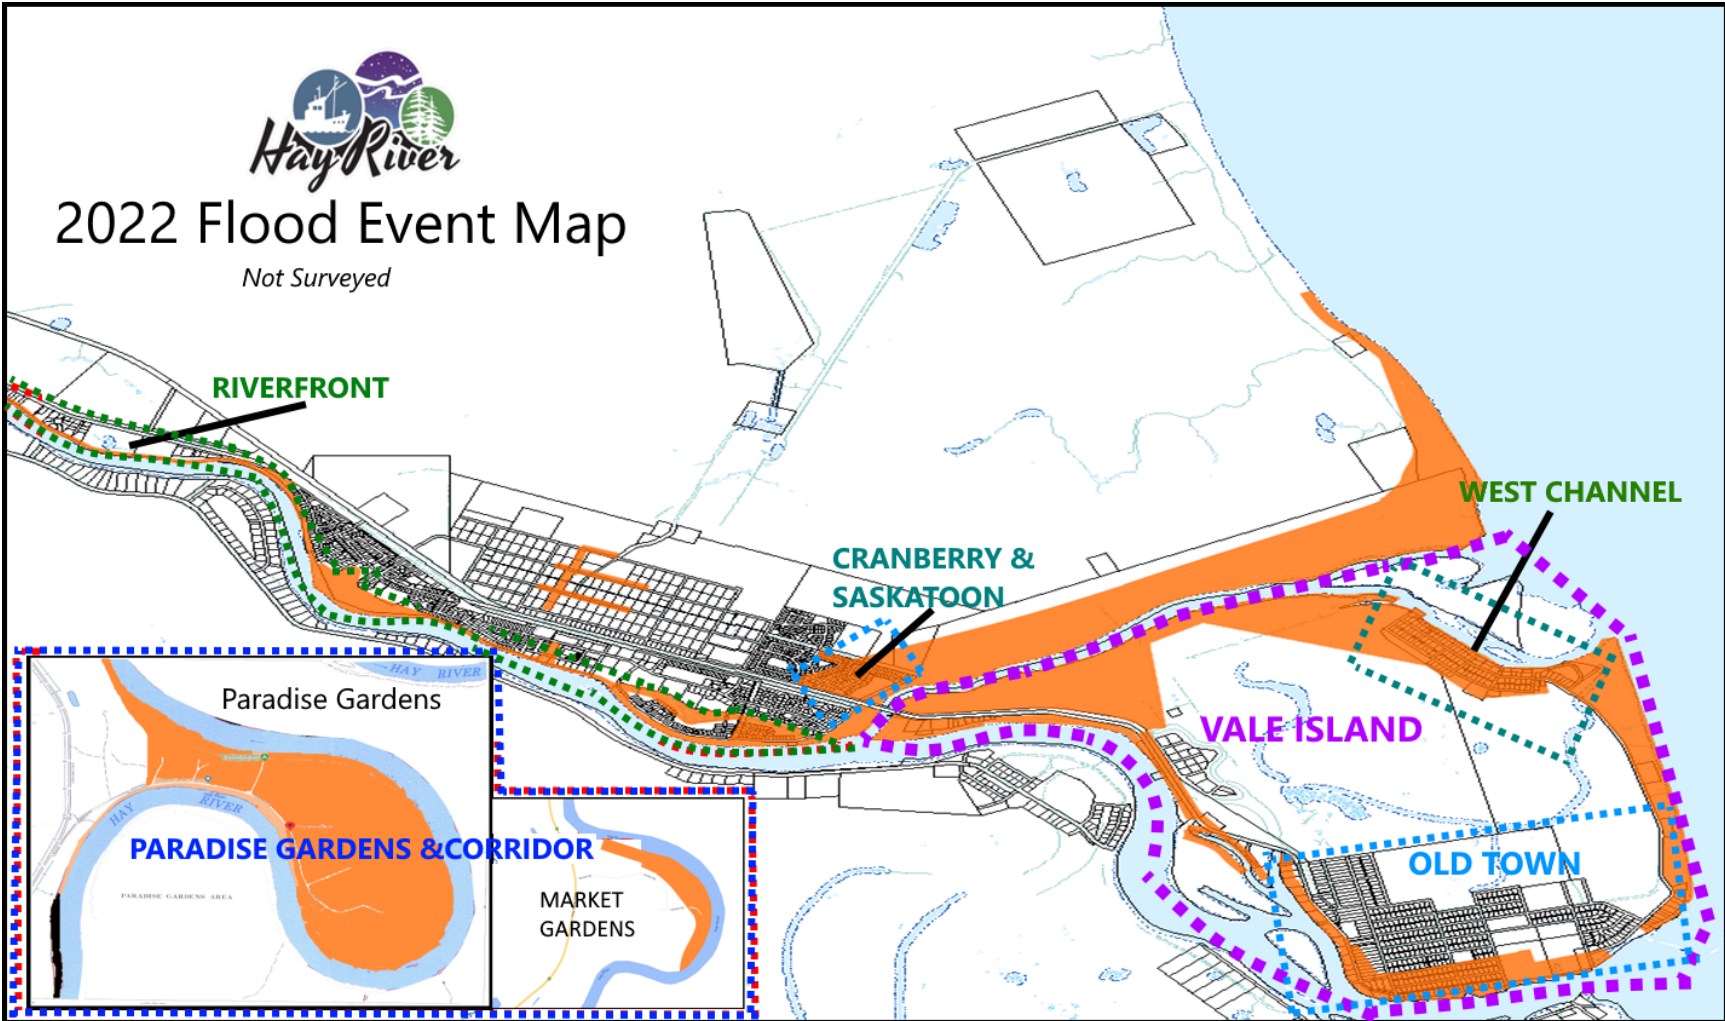 Hay River
2022 Flood Event Map
Not Surveyed
RIVERFRONT
WEST CHANNEL
CRANBERRY &
SASKATOON
VALE ISLAND
OLD TOWN
HAY RIVER
Paradise Gardens
HAY RIVER
PARADISE GARDENS &CORRIDOR
PARADISE GARDENS AREA
MARKET
GARDENS